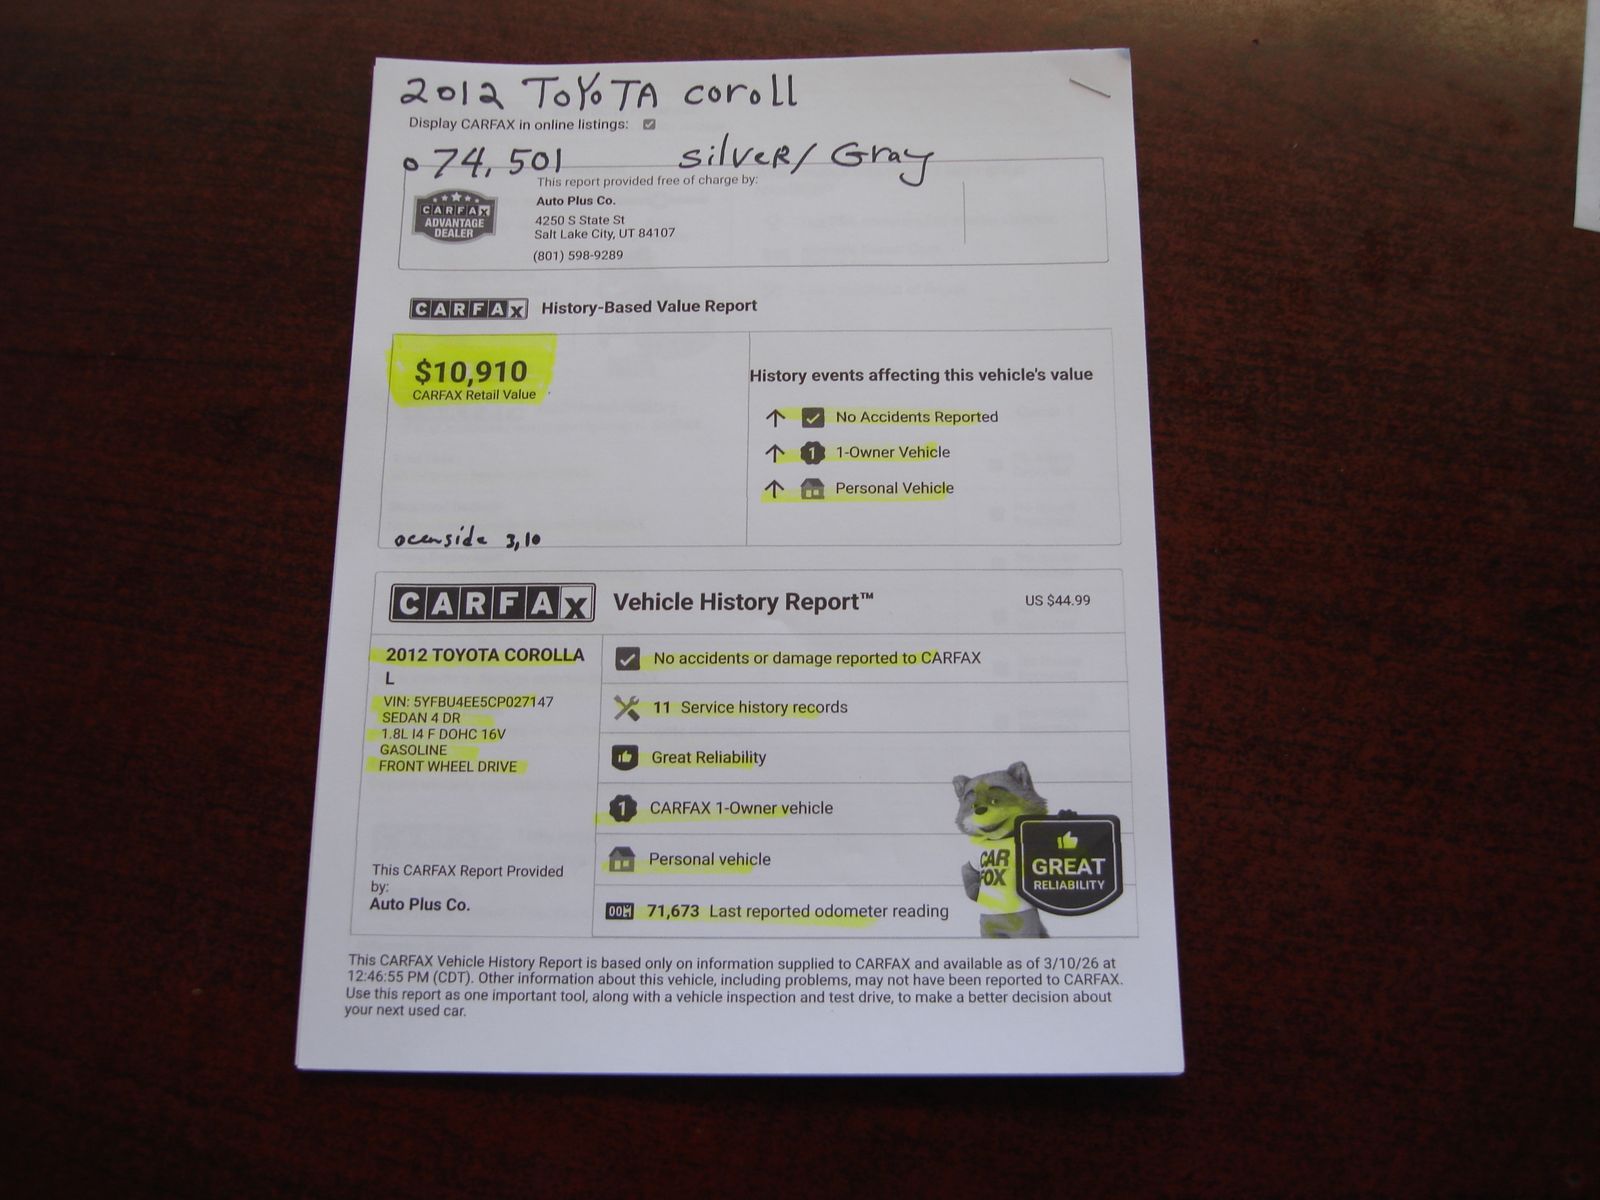 2012 TOYOTA coroll
Display CARFAX in online listings:
74,501 silver/ Gray
This report provided free of charge by:
CARFAX
ADVANTAGE
DEALER
Auto Plus Co.
4250 S State St
Salt Lake City, UT 84107
(801) 598-9289
CARFAX History-Based Value Report
$10,910
CARFAX Retail Value
History events affecting this vehicle's value
No Accidents Reported
1 1-Owner Vehicle
Personal Vehicle
ocenside 3,10
CARFAX Vehicle History Report™ US $44.99
2012 TOYOTA COROLLA
L
VIN: 5YFBU4EE5CP027147
SEDAN 4 DR
1.8L I4 F DOHC 16V
GASOLINE
FRONT WHEEL DRIVE
This CARFAX Report Provided
by:
Auto Plus Co.
No accidents or damage reported to CARFAX
11 Service history records
Great Reliability
1 CARFAX 1-Owner vehicle
Personal vehicle
71,673 Last reported odometer reading
CAR
FOX
GREAT
RELIABILITY
This CARFAX Vehicle History Report is based only on information supplied to CARFAX and available as of 3/10/26 at
12:46:55 PM (CDT). Other information about this vehicle, including problems, may not have been reported to CARFAX.
Use this report as one important tool, along with a vehicle inspection and test drive, to make a better decision about
your next used car.